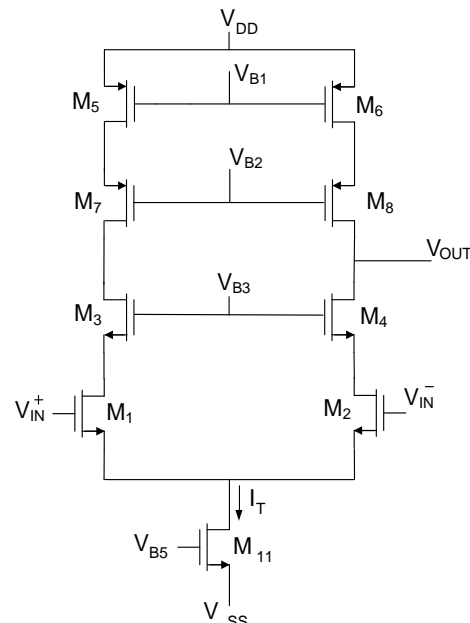 V_DD
V_B1
M_5 M_6
V_B2
M_7 M_8
V_OUT
V_B3
M_3 M_4
V_IN^+ M_1 M_2 V_IN^-
I_T
V_B5 M_11
V_SS